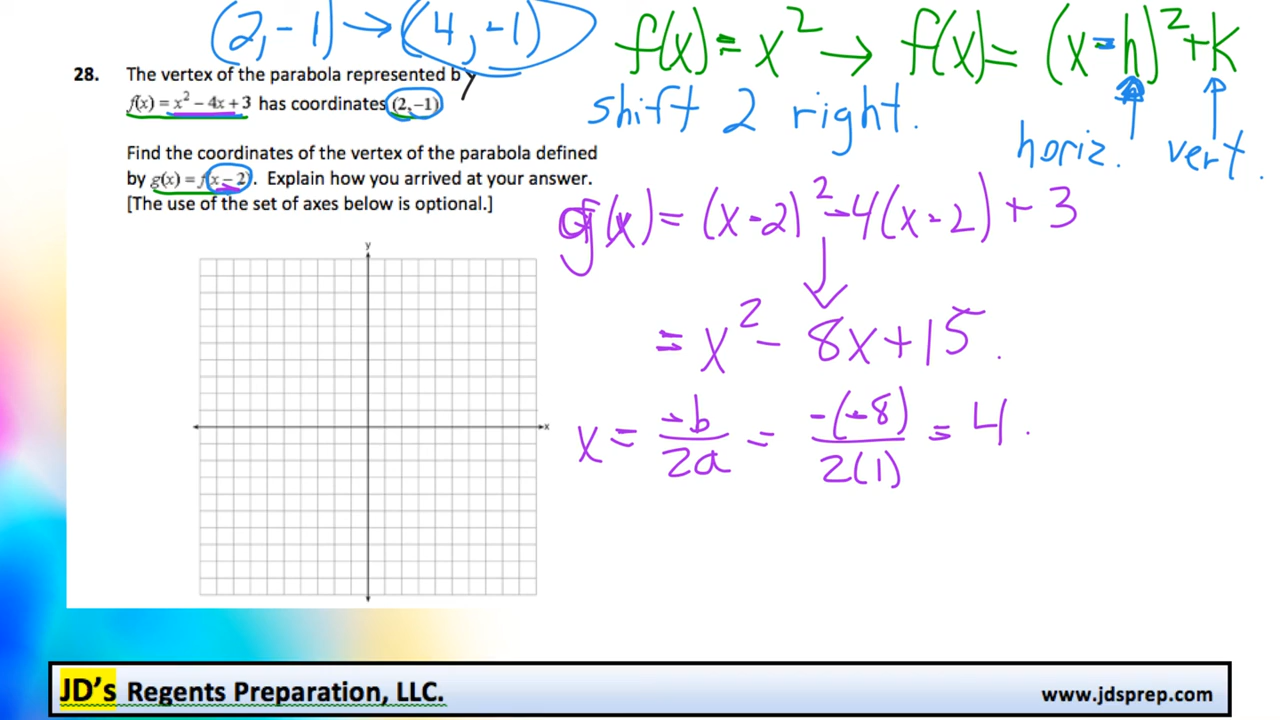 (2,-1) → (4,-1)
f(x) = x² → f(x) = (x-h)²+k
28. The vertex of the parabola represented by
f(x) = x² − 4x + 3 has coordinates (2,−1)
shift 2 right.
horiz. vert.
Find the coordinates of the vertex of the parabola defined
by g(x) = f(x − 2). Explain how you arrived at your answer.
[The use of the set of axes below is optional.]
g(x) = (x-2)² - 4(x-2) + 3
= x² - 8x + 15.
x = -b/2a = -(-8)/2(1) = 4.
y
x
JD's Regents Preparation, LLC.
www.jdsprep.com